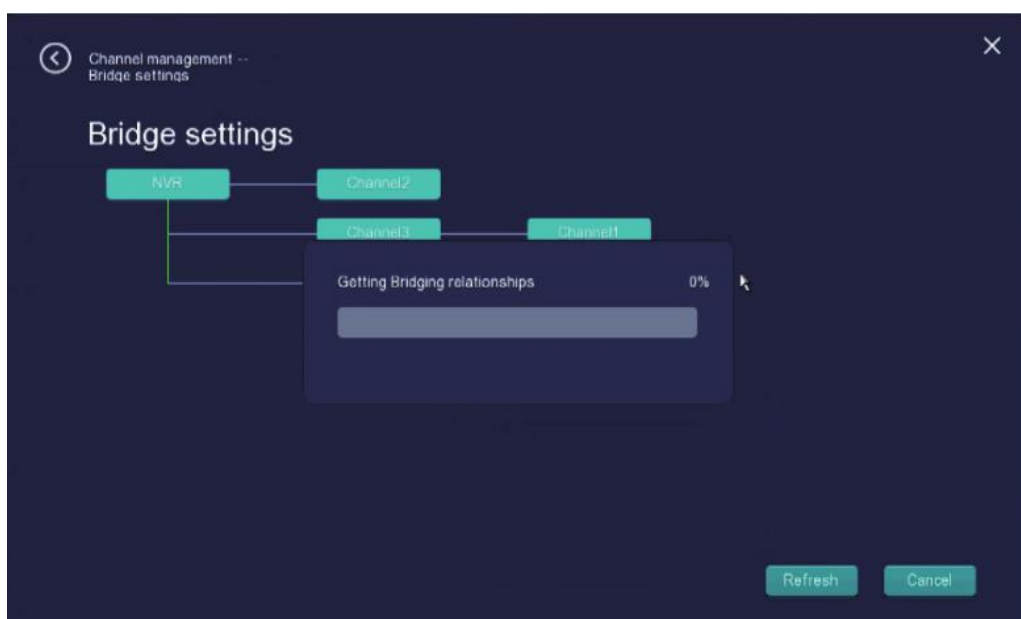 Channel management --
Bridge settings
Bridge settings
NVR
Channel2
Channel3
Channel1
Getting Bridging relationships 0%
Refresh
Cancel